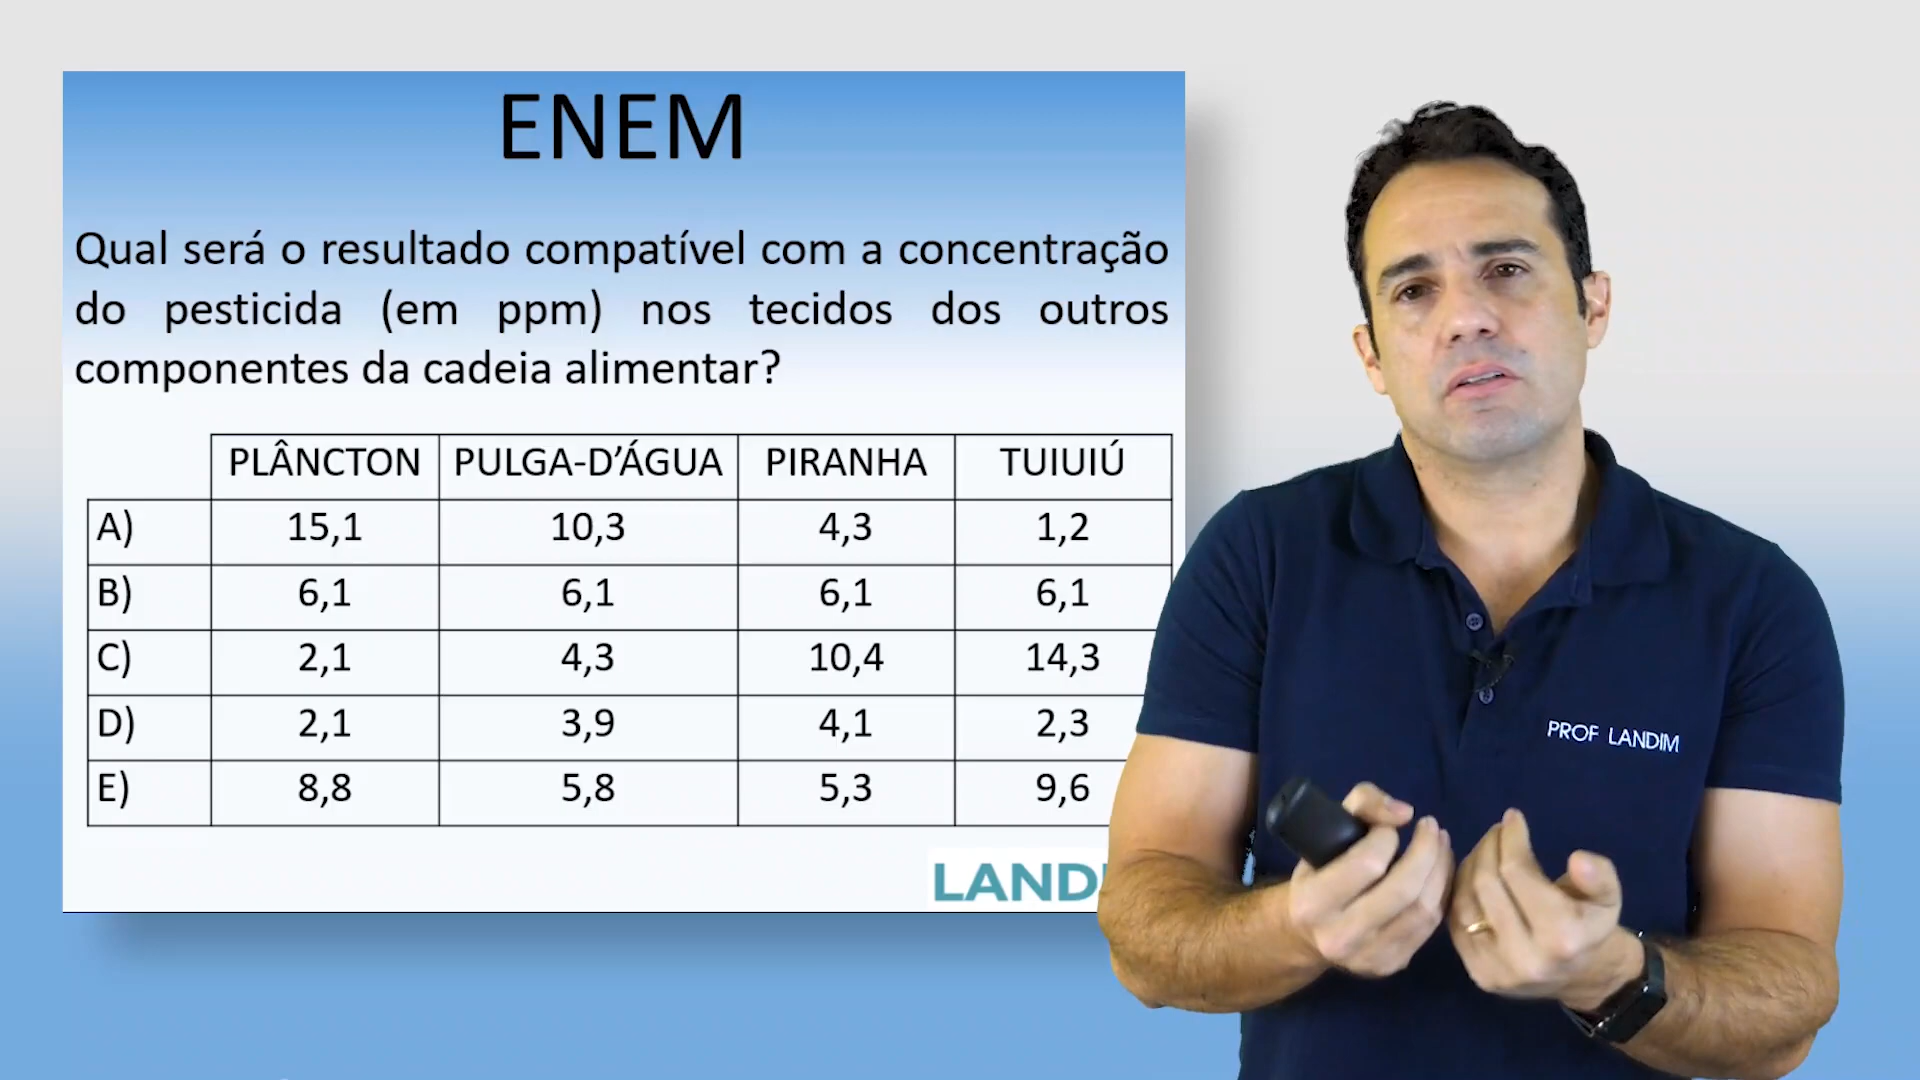 ENEM
Qual será o resultado compatível com a concentração
do pesticida (em ppm) nos tecidos dos outros
componentes da cadeia alimentar?
PLÂNCTON PULGA-D’ÁGUA PIRANHA TUIUIÚ
A) 15,1 10,3 4,3 1,2
B) 6,1 6,1 6,1 6,1
C) 2,1 4,3 10,4 14,3
D) 2,1 3,9 4,1 2,3
E) 8,8 5,8 5,3 9,6
LAND
PROF LANDIM